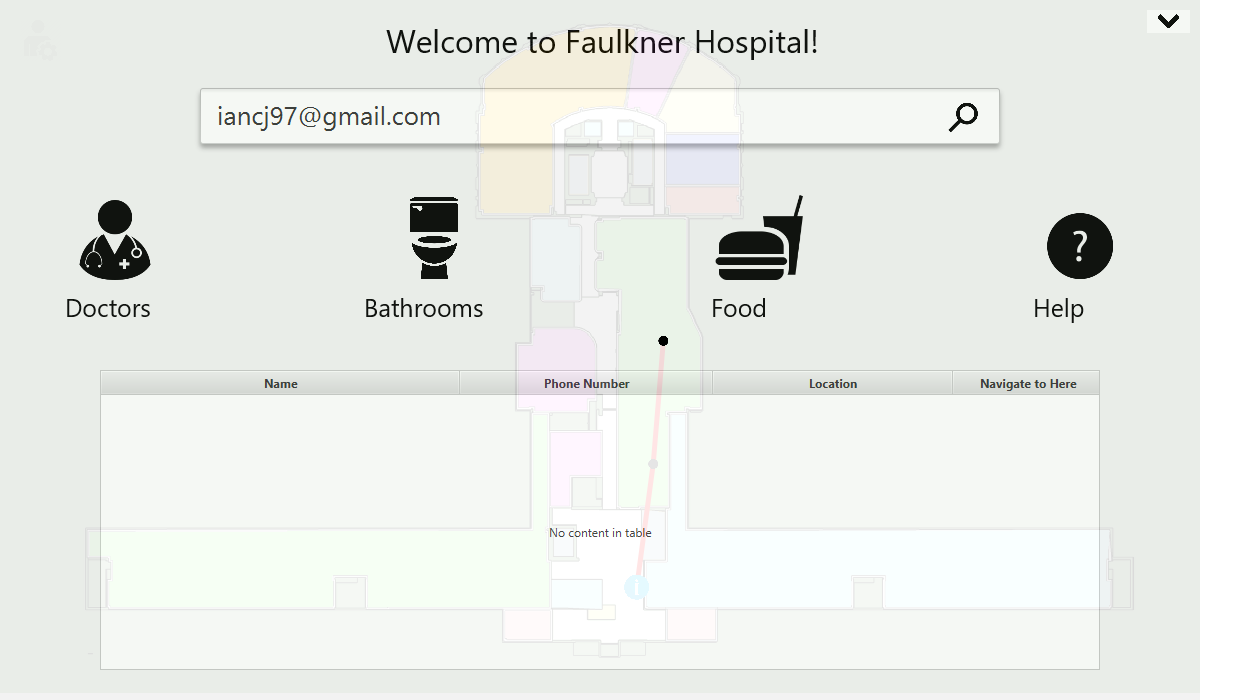 Welcome to Faulkner Hospital!
iancj97@gmail.com
?
Doctors Bathrooms Food Help
Name Phone Number Location Navigate to Here
No content in table
i